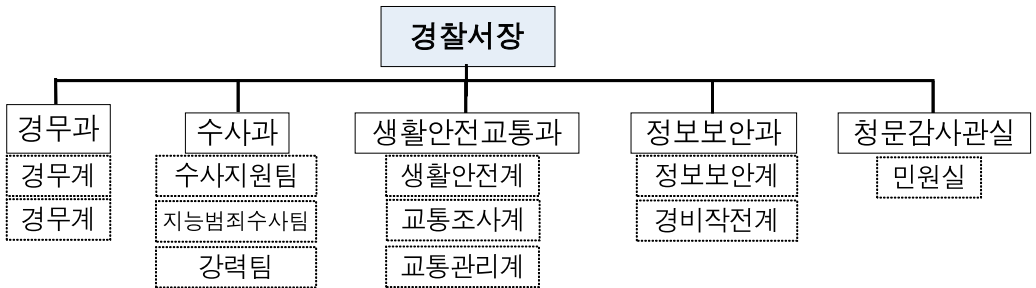 경찰서장
경무과
경무계
경무계
수사과
수사지원팀
지능범죄수사팀
강력팀
생활안전교통과
생활안전계
교통조사계
교통관리계
정보보안과
정보보안계
경비작전계
청문감사관실
민원실